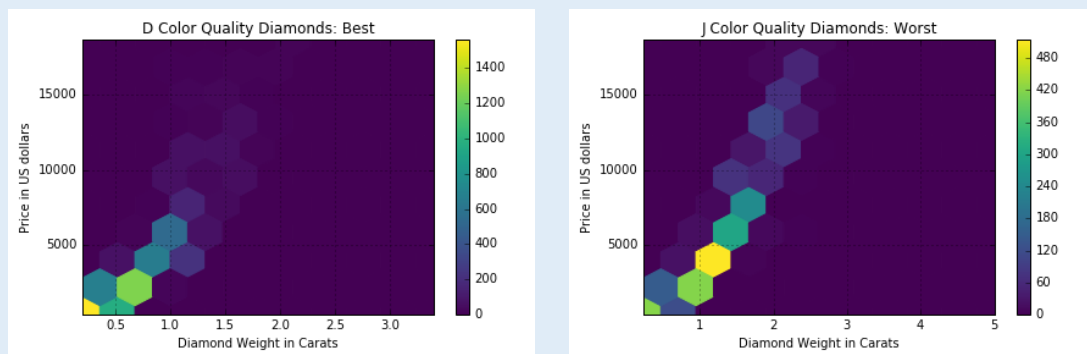 D Color Quality Diamonds: Best
15000
10000
5000
Price in US dollars
0.5 1.0 1.5 2.0 2.5 3.0
Diamond Weight in Carats
1400
1200
1000
800
600
400
200
0
J Color Quality Diamonds: Worst
15000
10000
5000
Price in US dollars
1 2 3 4 5
Diamond Weight in Carats
480
420
360
300
240
180
120
60
0